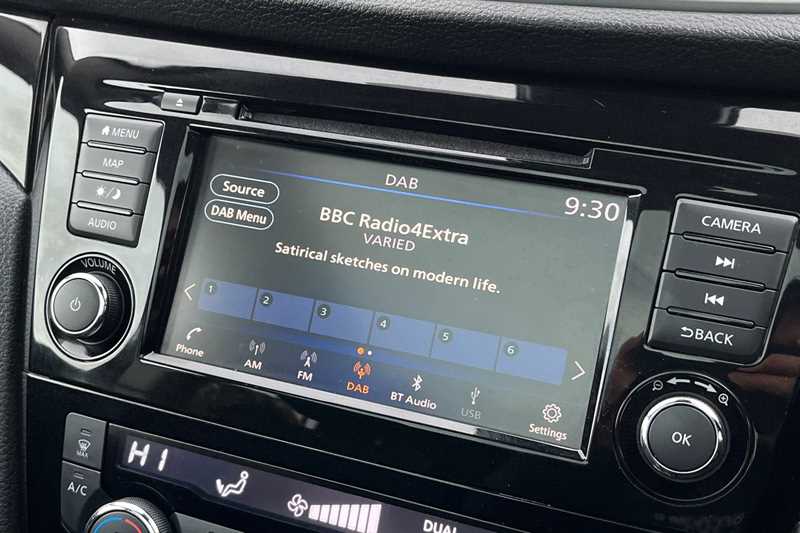 MENU
MAP
AUDIO
VOLUME
DAB
9:30
Source
DAB Menu
BBC Radio4Extra
VARIED
Satirical sketches on modern life.
1 2 3 4 5 6
Phone
AM
FM
DAB
BT Audio
USB
Settings
CAMERA
BACK
OK
MAX
A/C
HI
DUAL